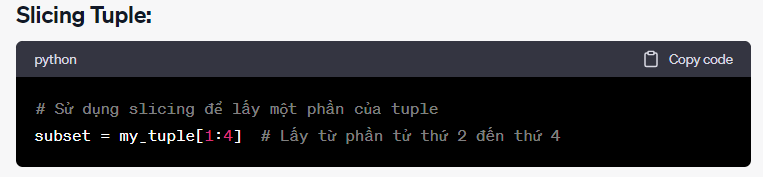 Slicing Tuple:
python Copy code
# Sử dụng slicing để lấy một phần của tuple
subset = my_tuple[1:4]  # Lấy từ phần tử thứ 2 đến thứ 4